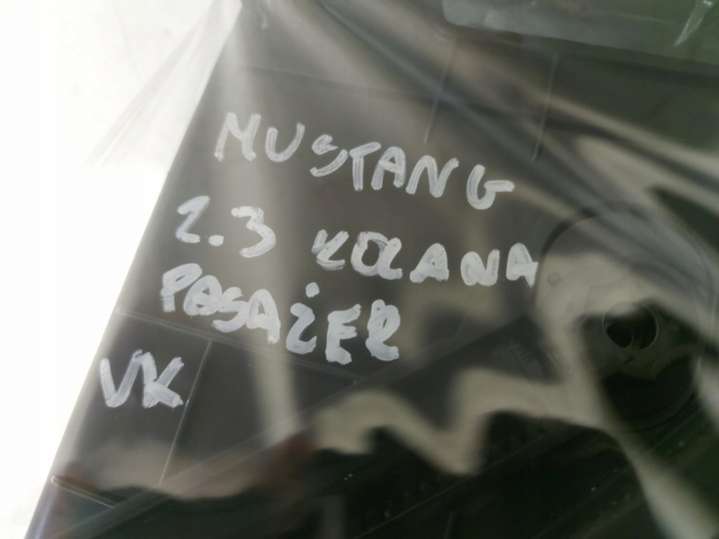 MUSTANG
2.3 KOLANA
PASAŻER
VK